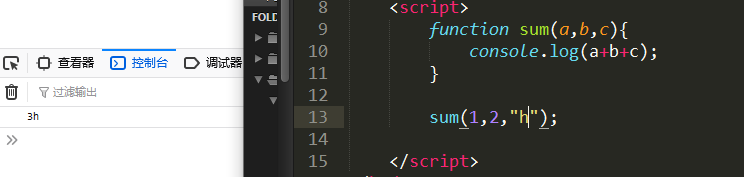 查看器 控制台 调试器
过滤输出
3h
FOLD
8 <script>
9 function sum(a,b,c){
10 console.log(a+b+c);
11 }
12
13 sum(1,2,"h");
14
15 </script>